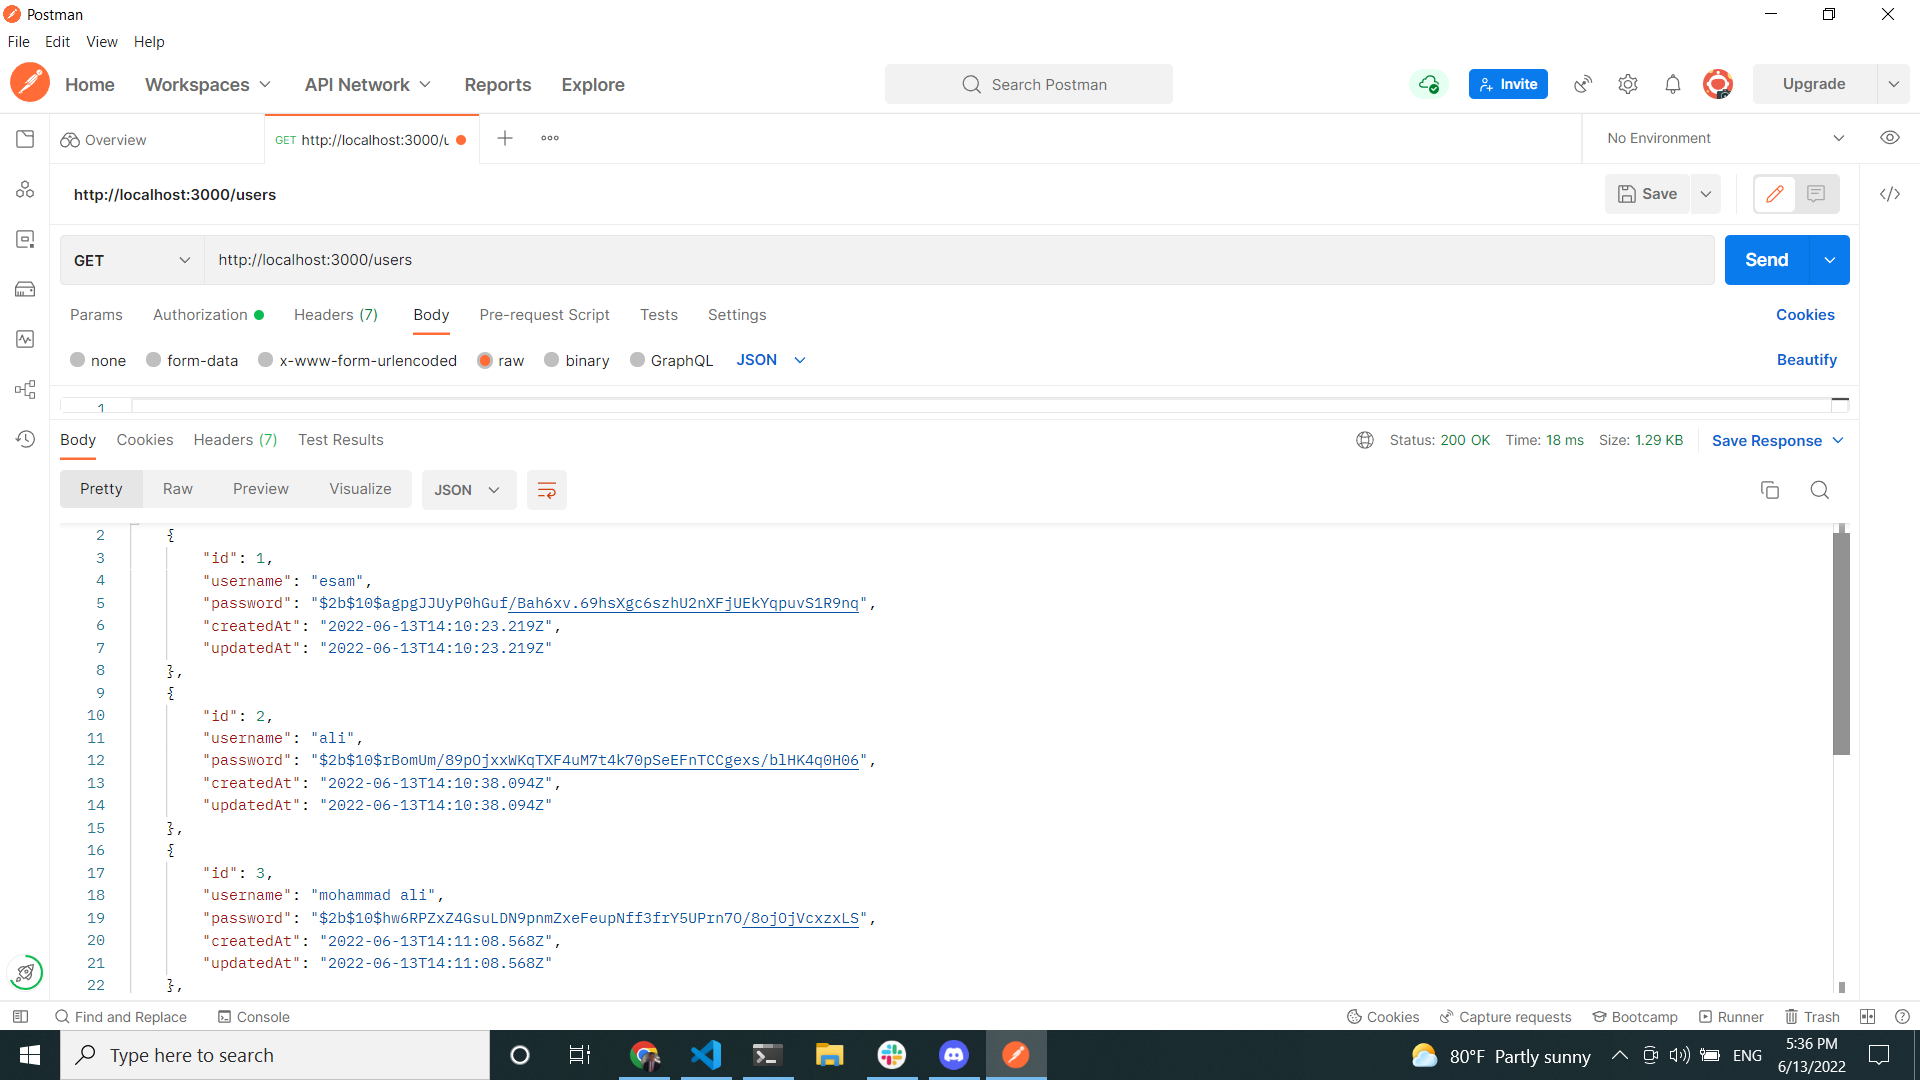 Postman
File Edit View Help
Home Workspaces API Network Reports Explore Search Postman Invite Upgrade
Overview GET http://localhost:3000/u No Environment
http://localhost:3000/users Save
GET http://localhost:3000/users Send
Params Authorization Headers (7) Body Pre-request Script Tests Settings Cookies
none form-data x-www-form-urlencoded raw binary GraphQL JSON Beautify
1
Body Cookies Headers (7) Test Results Status: 200 OK Time: 18 ms Size: 1.29 KB Save Response
Pretty Raw Preview Visualize JSON
2 {
3 "id": 1,
4 "username": "esam",
5 "password": "$2b$10$agpgJJUyP0hGuf/Bah6xv.69hsXgc6szhU2nXFjUEkYqpuvS1R9nq",
6 "createdAt": "2022-06-13T14:10:23.219Z",
7 "updatedAt": "2022-06-13T14:10:23.219Z"
8 },
9 {
10 "id": 2,
11 "username": "ali",
12 "password": "$2b$10$rBomUm/89pOjxxWKqTXF4uM7t4k70pSeEFnTCCgexs/blHK4q0H06",
13 "createdAt": "2022-06-13T14:10:38.094Z",
14 "updatedAt": "2022-06-13T14:10:38.094Z"
15 },
16 {
17 "id": 3,
18 "username": "mohammad ali",
19 "password": "$2b$10$hw6RPZxZ4GsuLDN9pnmZxeFeupNff3frY5UPrn7O/8ojOjVcxzxLS",
20 "createdAt": "2022-06-13T14:11:08.568Z",
21 "updatedAt": "2022-06-13T14:11:08.568Z"
22 },
Find and Replace Console Cookies Capture requests Bootcamp Runner Trash
Type here to search 80°F Partly sunny ENG 5:36 PM
6/13/2022